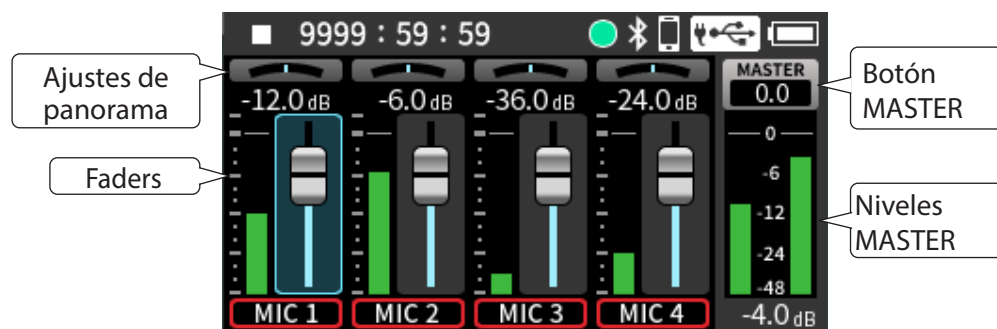 9999 : 59 : 59
Ajustes de
panorama
-12.0 dB
-6.0 dB
-36.0 dB
-24.0 dB
MASTER
0.0
Botón
MASTER
Faders
0
-6
-12
-24
-48
Niveles
MASTER
MIC 1
MIC 2
MIC 3
MIC 4
-4.0 dB